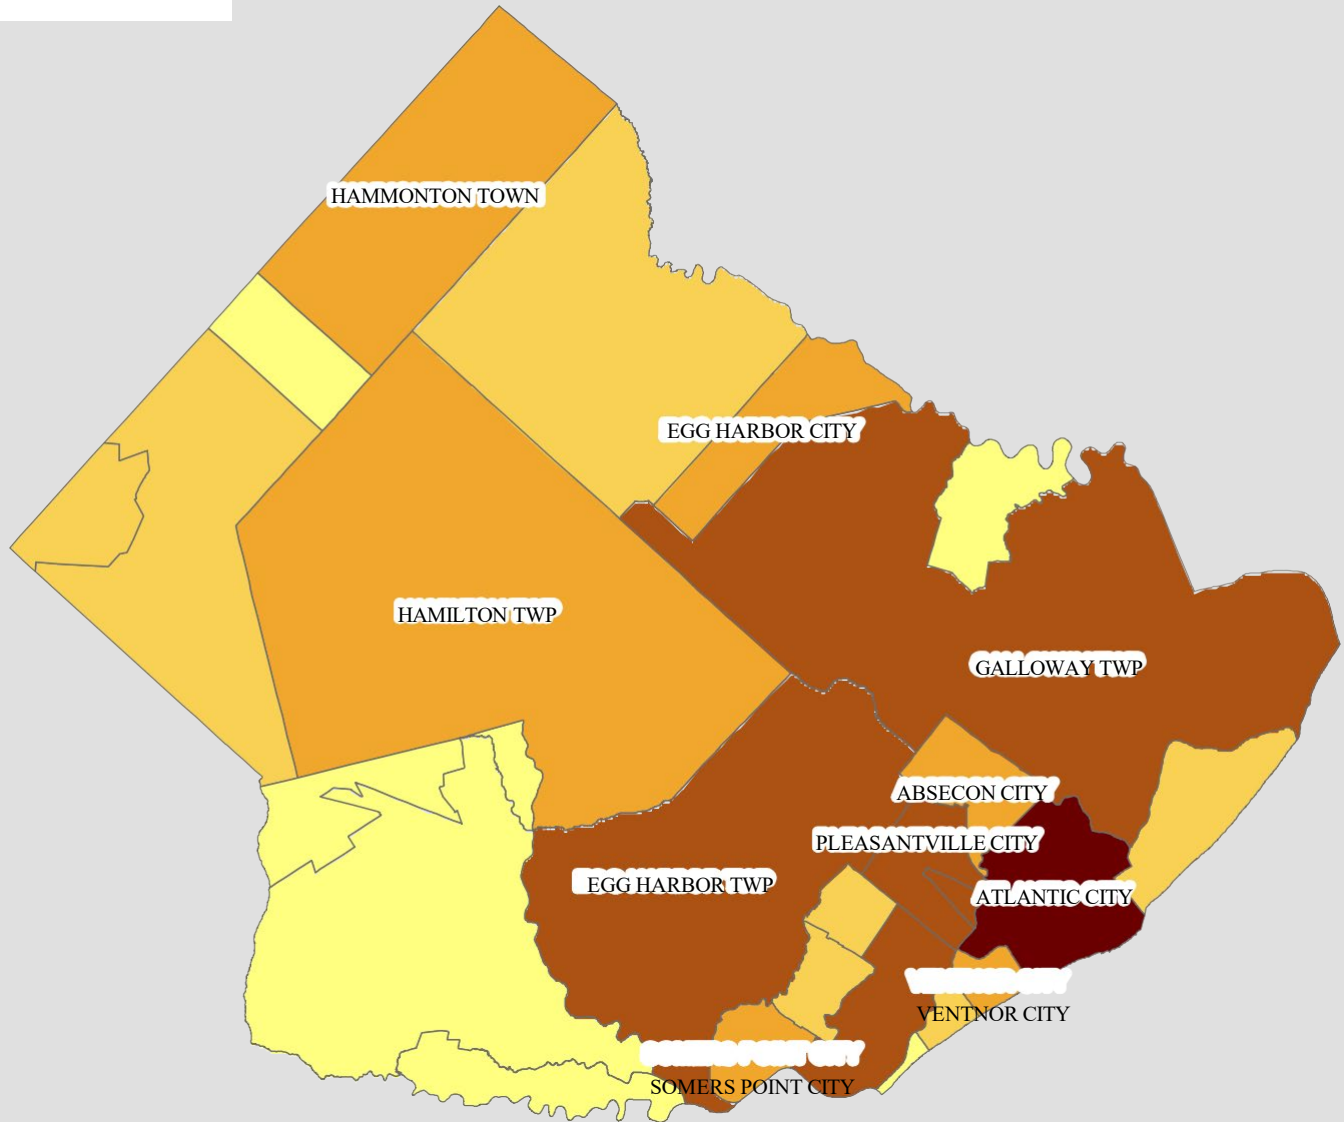 HAMMONTON TOWN
EGG HARBOR CITY
HAMILTON TWP
GALLOWAY TWP
ABSECON CITY
PLEASANTVILLE CITY
EGG HARBOR TWP
ATLANTIC CITY
VENTNOR CITY
SOMERS POINT CITY